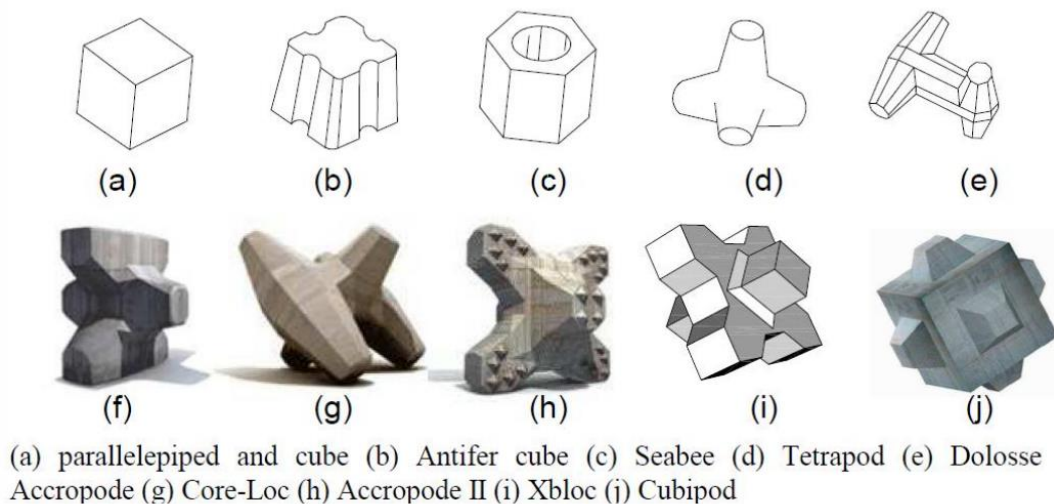 (a) (b) (c) (d) (e)
(f) (g) (h) (i) (j)
(a) parallelepiped and cube (b) Antifer cube (c) Seabee (d) Tetrapod (e) Dolosse
Accropode (g) Core-Loc (h) Accropode II (i) Xbloc (j) Cubipod